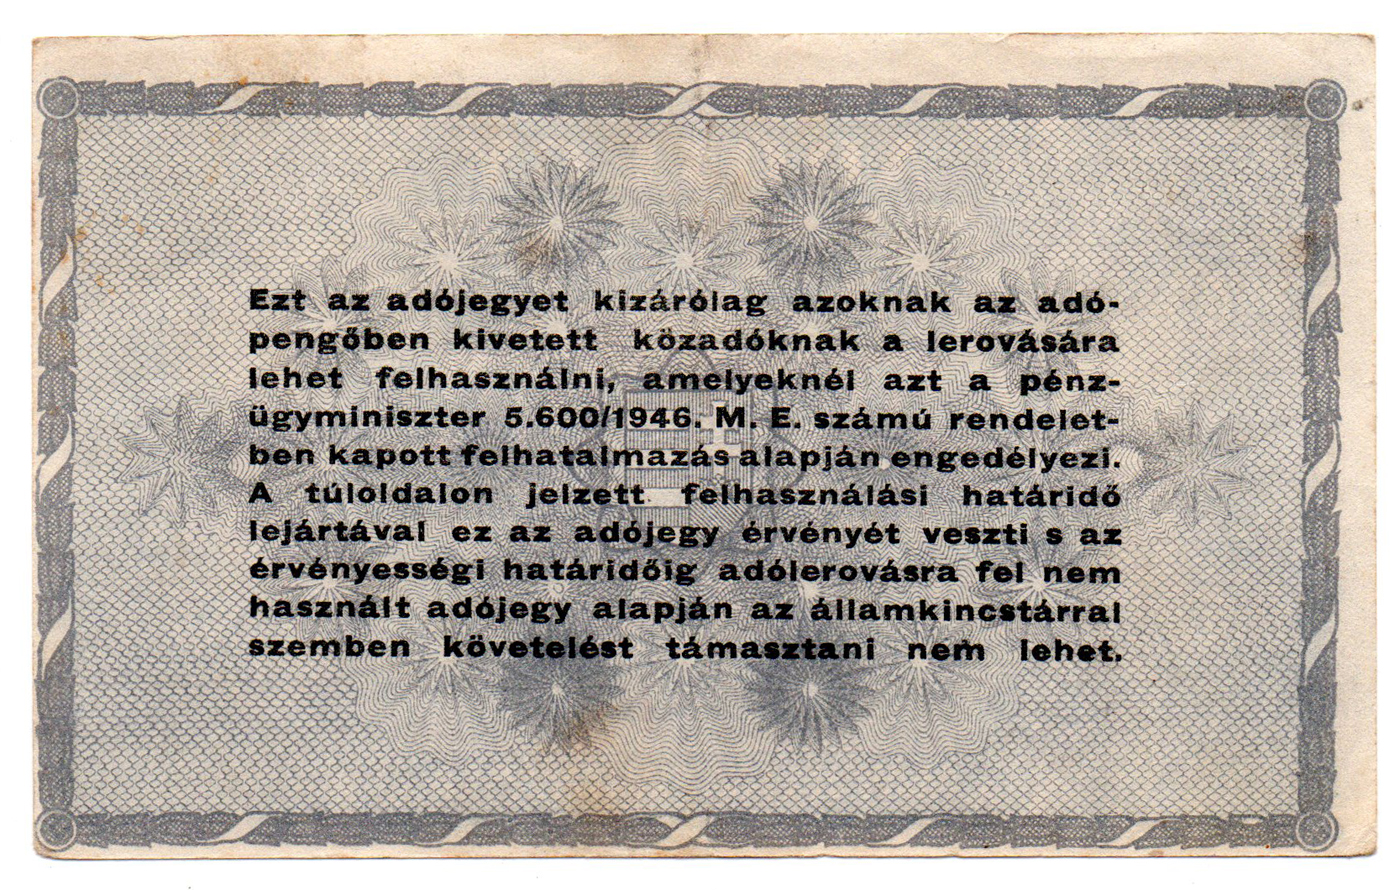 Ezt az adójegyet kizárólag azoknak az adó-
pengőben kivetett közadóknak a lerovására
lehet felhasználni, amelyeknél azt a pénz-
ügyminiszter 5.600/1946. M. E. számú rendelet-
ben kapott felhatalmazás alapján engedélyezi.
A túloldalon jelzett felhasználási határidő
lejártával ez az adójegy érvényét veszti s az
érvényességi határidőig adólerovásra fel nem
használt adójegy alapján az államkincstárral
szemben követelést támasztani nem lehet.